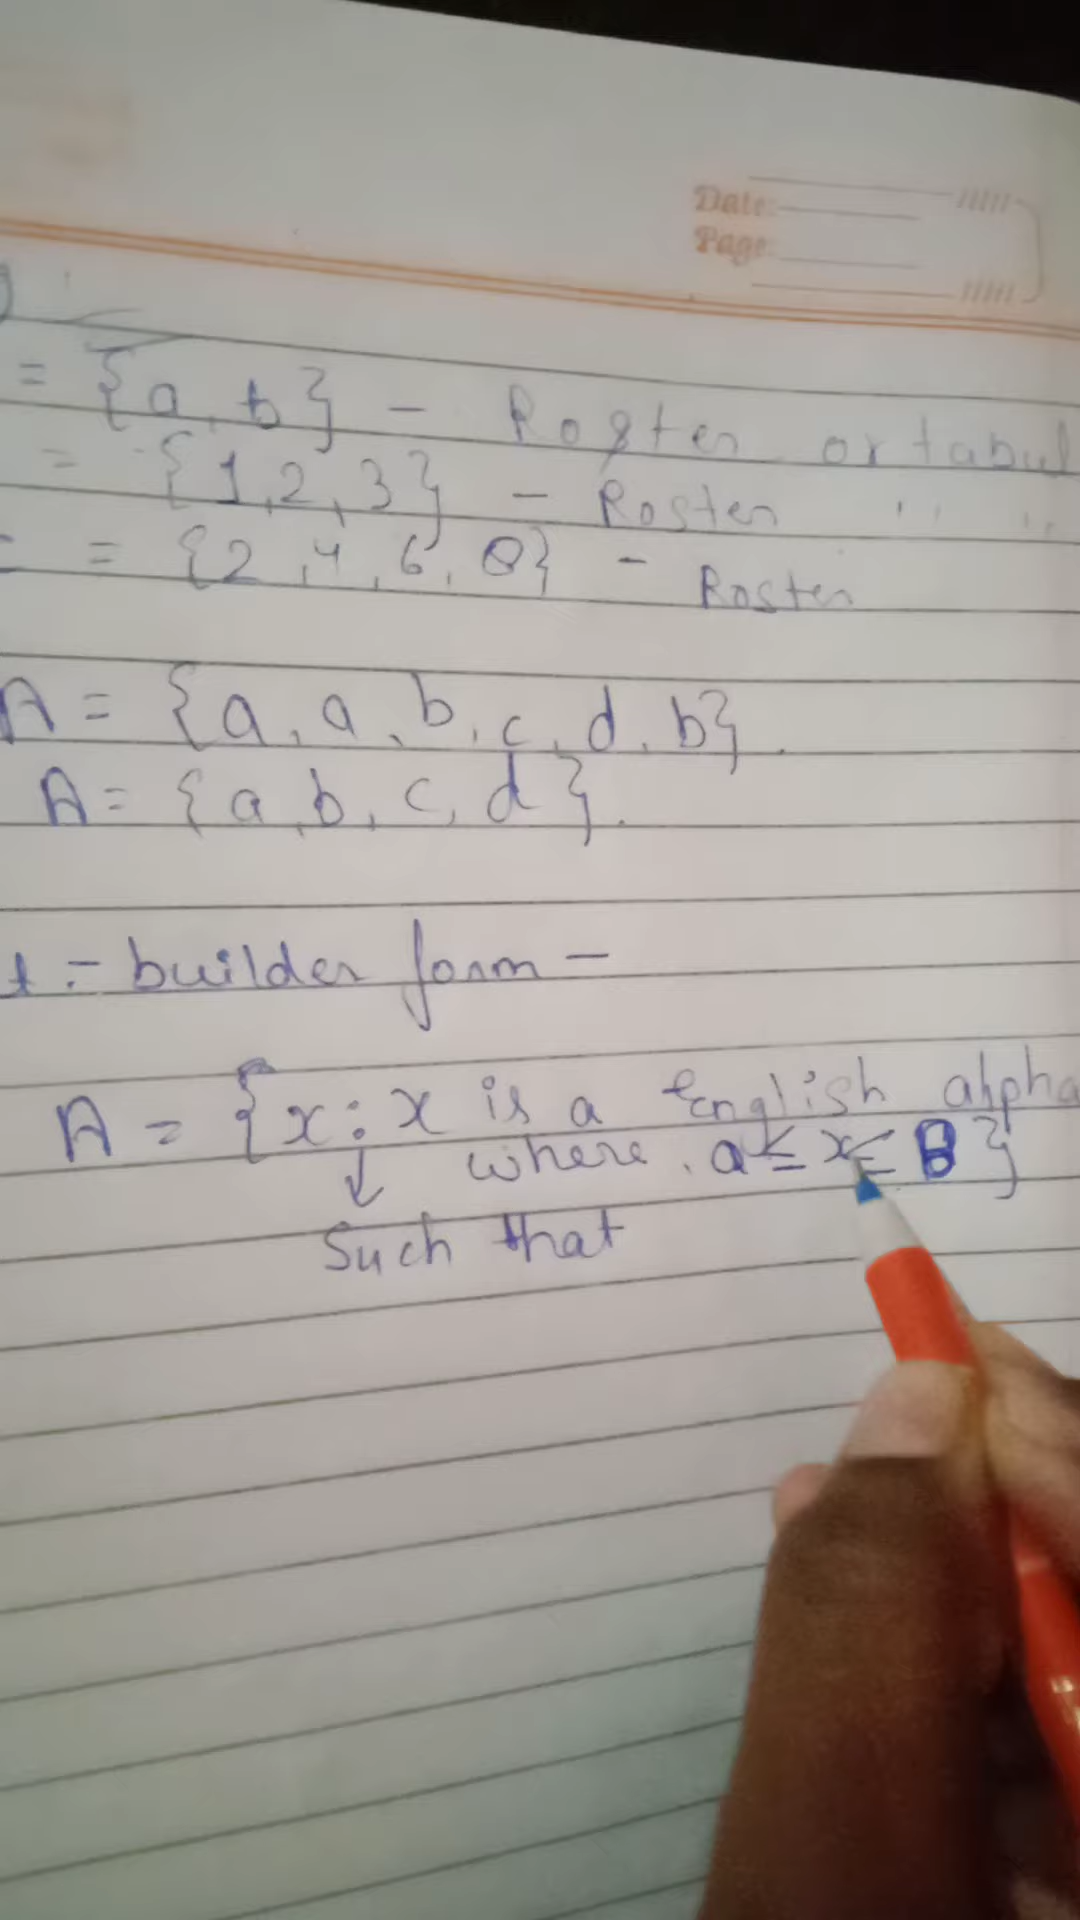 Date:
Page:
= {a, b} - Roster or tabul
= {1, 2, 3} - Roster " "
= {2, 4, 6, 8} - Roster
A = {a, a, b, c, d, b}.
A = {a, b, c, d}.
t :- builder form -
A = {x : x is a English alpha
where. a ≤ x ≤ B}
↓
Such that